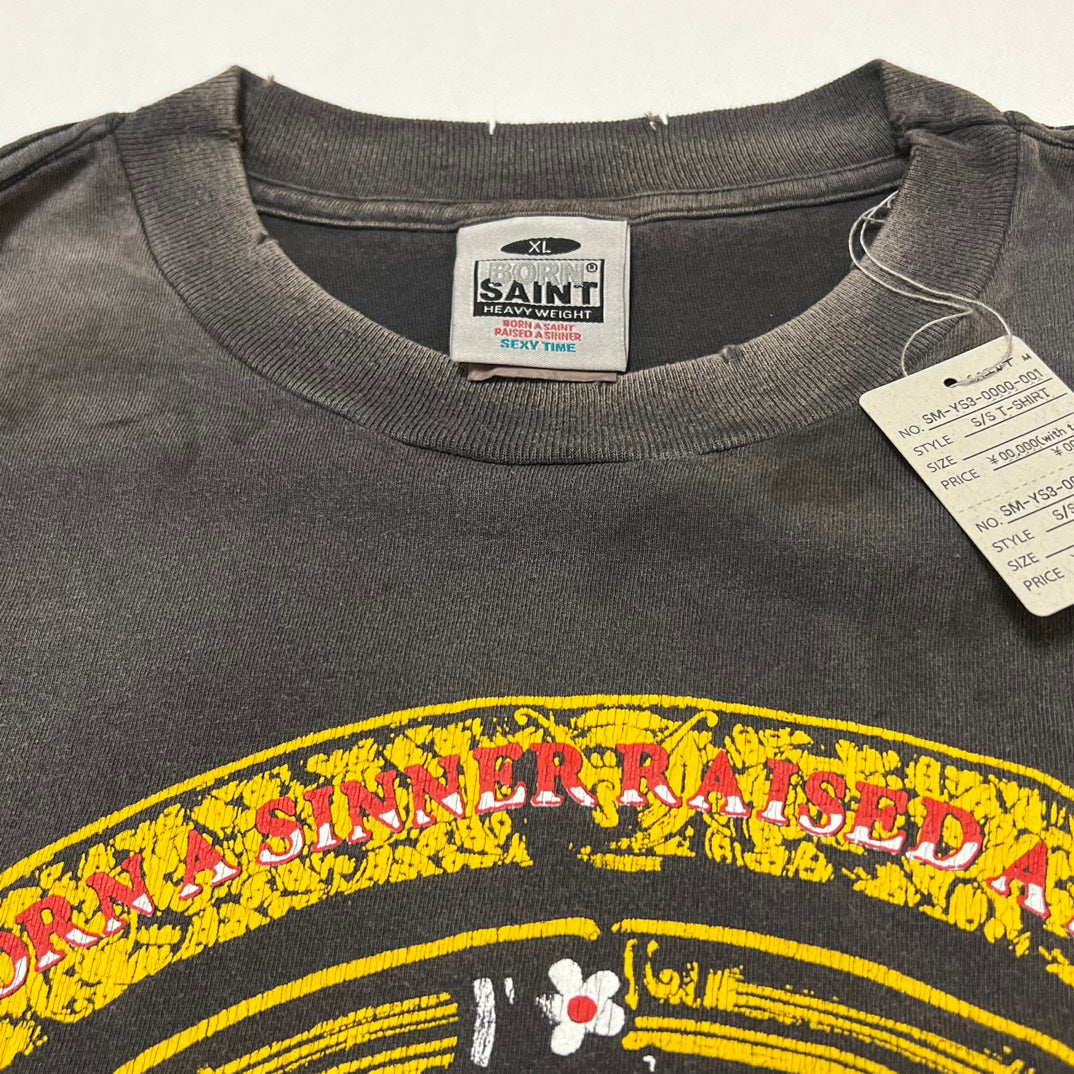 XL
BORN®
SAINT
HEAVY WEIGHT
BORN A SAINT
RAISED A SINNER
SEXY TIME
NO. SM-YS3-0000-001
STYLE S/S T-SHIRT
SIZE
PRICE ¥00,000(with t
NO. SM-YS3-00
STYLE S/S
SIZE
PRICE
ORN A SINNER RAISED A